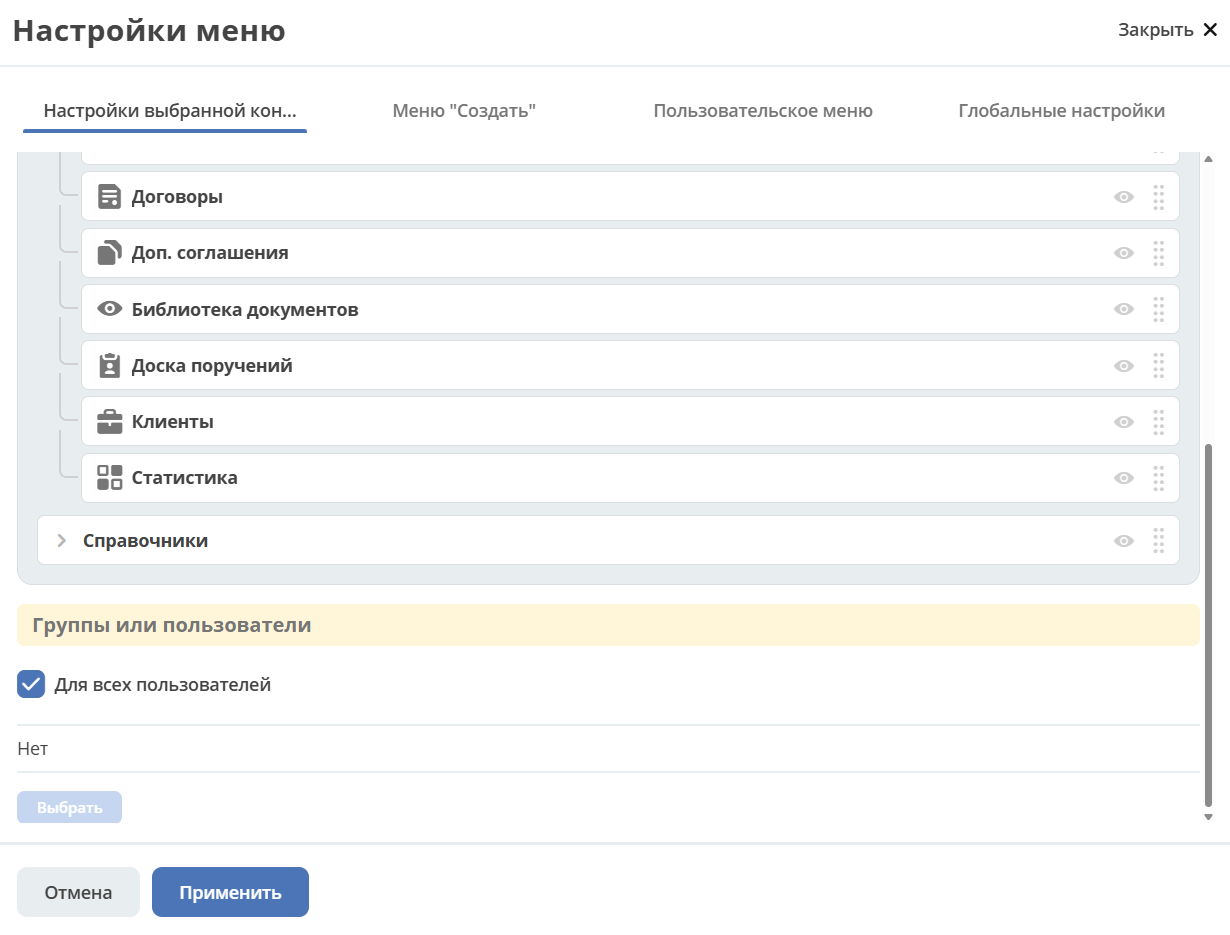 Настройки меню
Закрыть
Настройки выбранной кон...
Меню "Создать"
Пользовательское меню
Глобальные настройки
Договоры
Доп. соглашения
Библиотека документов
Доска поручений
Клиенты
Статистика
Справочники
Группы или пользователи
Для всех пользователей
Нет
Выбрать
Отмена
Применить